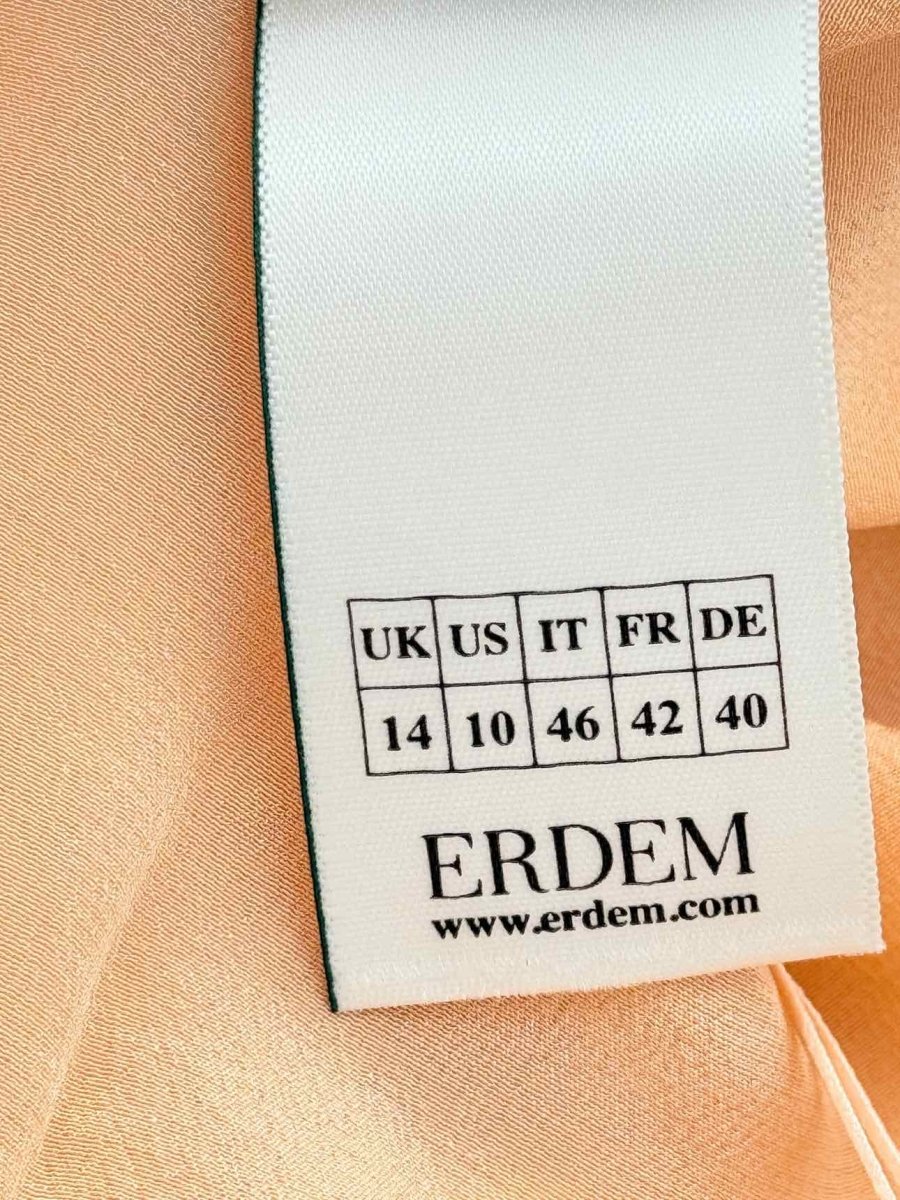 UK US IT FR DE
14 10 46 42 40
ERDEM
www.erdem.com